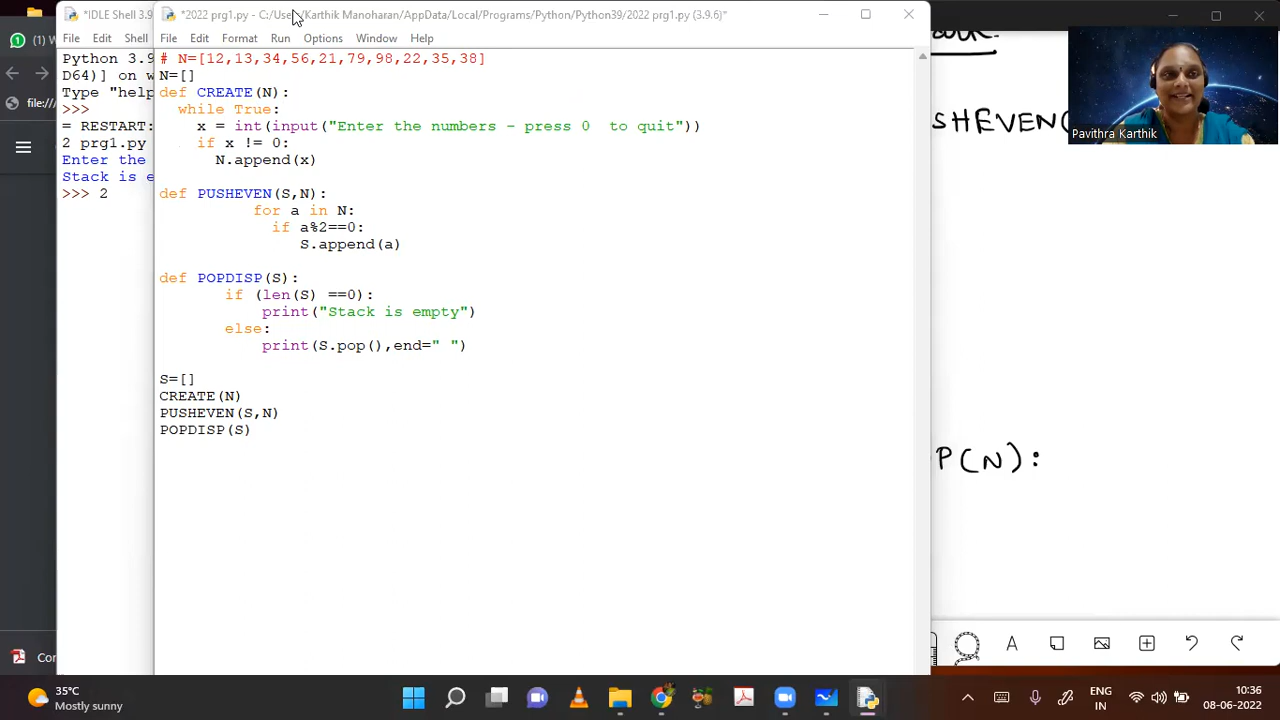 *IDLE Shell 3.9
*2022 prg1.py - C:/Users/Karthik Manoharan/AppData/Local/Programs/Python/Python39/2022 prg1.py (3.9.6)*
File Edit Shell
File Edit Format Run Options Window Help
Python 3.9
D64)] on w
Type "help
>>>
= RESTART:
2 prg1.py
Enter the
Stack is e
>>> 2
# N=[12,13,34,56,21,79,98,22,35,38]
N=[]
def CREATE(N):
while True:
x = int(input("Enter the numbers - press 0  to quit"))
if x != 0:
N.append(x)
def PUSHEVEN(S,N):
for a in N:
if a%2==0:
S.append(a)
def POPDISP(S):
if (len(S) ==0):
print("Stack is empty")
else:
print(S.pop(),end=" ")
S=[]
CREATE(N)
PUSHEVEN(S,N)
POPDISP(S)
SHEVEN(
P(N):
Pavithra Karthik
(1) W
file://
Con
A
35°C
Mostly sunny
ENG
IN
10:36
08-06-2022